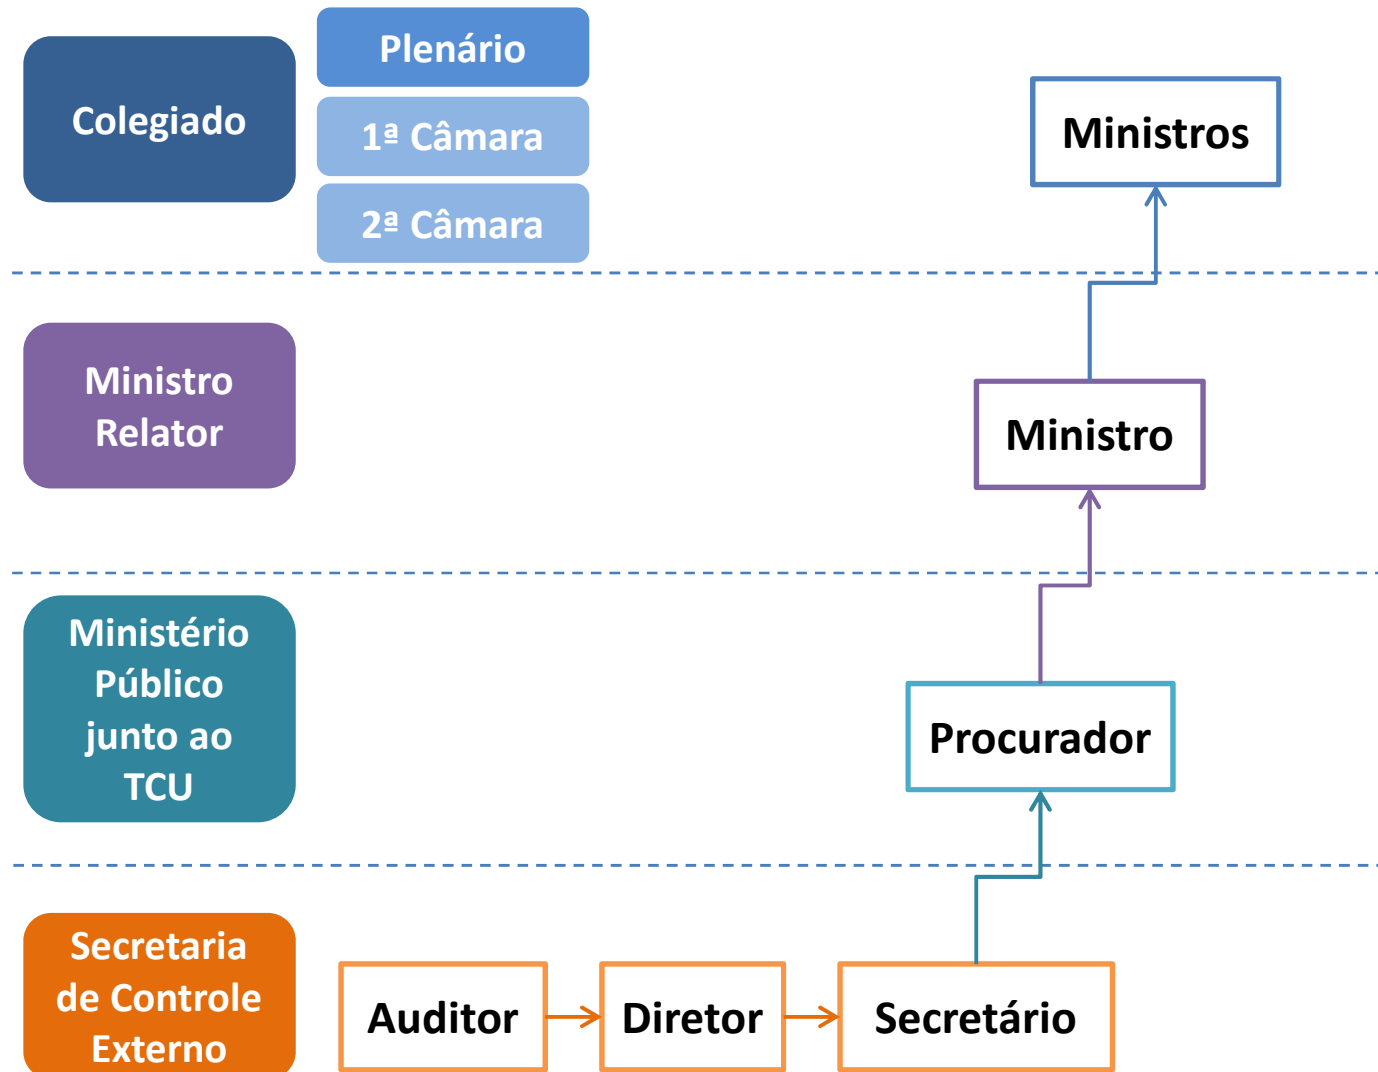 Colegiado
Plenário
1ª Câmara
2ª Câmara
Ministros
Ministro
Relator
Ministro
Ministério
Público
junto ao
TCU
Procurador
Secretaria
de Controle
Externo
Auditor
Diretor
Secretário